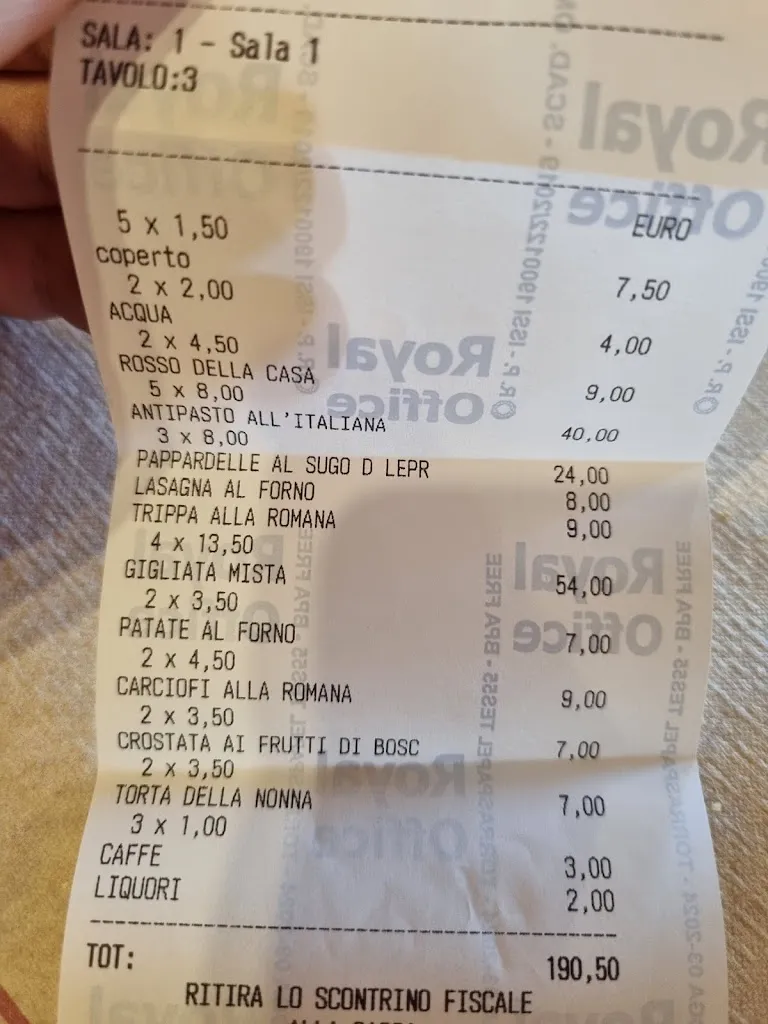 SALA: 1 - Sala 1
TAVOLO:3
EURO
5 x 1,50
coperto 7,50
2 x 2,00
ACQUA 4,00
2 x 4,50
ROSSO DELLA CASA 9,00
5 x 8,00
ANTIPASTO ALL'ITALIANA 40,00
3 x 8,00
PAPPARDELLE AL SUGO D LEPR 24,00
LASAGNA AL FORNO 8,00
TRIPPA ALLA ROMANA 9,00
4 x 13,50
GIGLIATA MISTA 54,00
2 x 3,50
PATATE AL FORNO 7,00
2 x 4,50
CARCIOFI ALLA ROMANA 9,00
2 x 3,50
CROSTATA AI FRUTTI DI BOSC 7,00
2 x 3,50
TORTA DELLA NONNA 7,00
3 x 1,00
CAFFE 3,00
LIQUORI 2,00
TOT: 190,50
RITIRA LO SCONTRINO FISCALE
Royal
Office